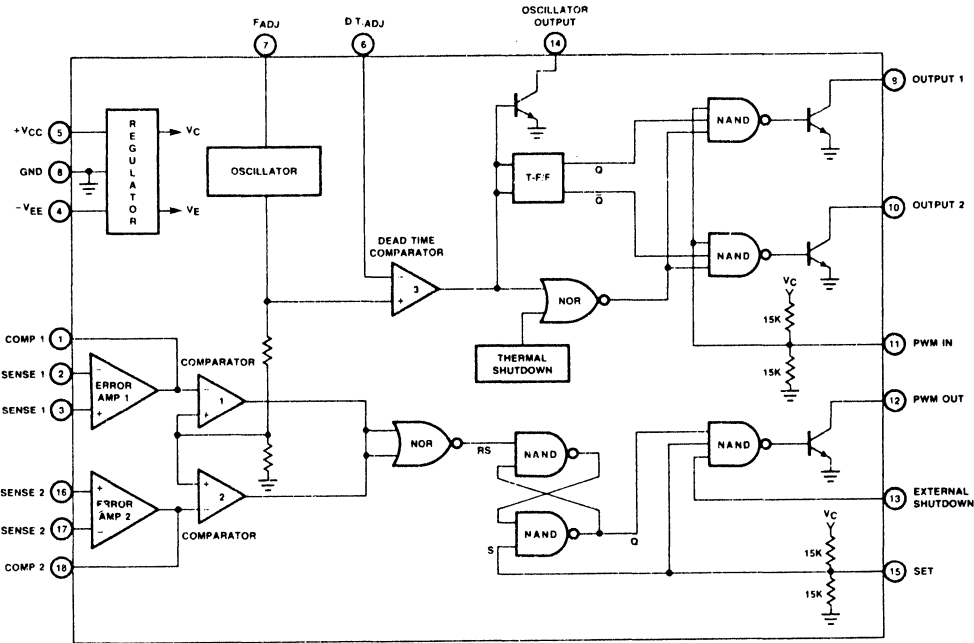 OSCILLATOR
OUTPUT
FADJ
D T.ADJ
7
6
14
9 OUTPUT 1
+VCC 5
GND 8
-VEE 4
REGULATOR
VC
VE
OSCILLATOR
NAND
T-F/F
Q
Q̅
10 OUTPUT 2
NAND
DEAD TIME
COMPARATOR
-
3
+
NOR
VC
15K
THERMAL
SHUTDOWN
11 PWM IN
15K
COMP 1 1
SENSE 1 2
SENSE 1 3
-
ERROR
AMP 1
+
COMPARATOR
-
1
+
12 PWM OUT
NOR
RS
NAND
NAND
SENSE 2 16
SENSE 2 17
COMP 2 18
+
ERROR
AMP 2
-
+
2
-
COMPARATOR
NAND
S
Q
13 EXTERNAL
SHUTDOWN
VC
15K
15 SET
15K